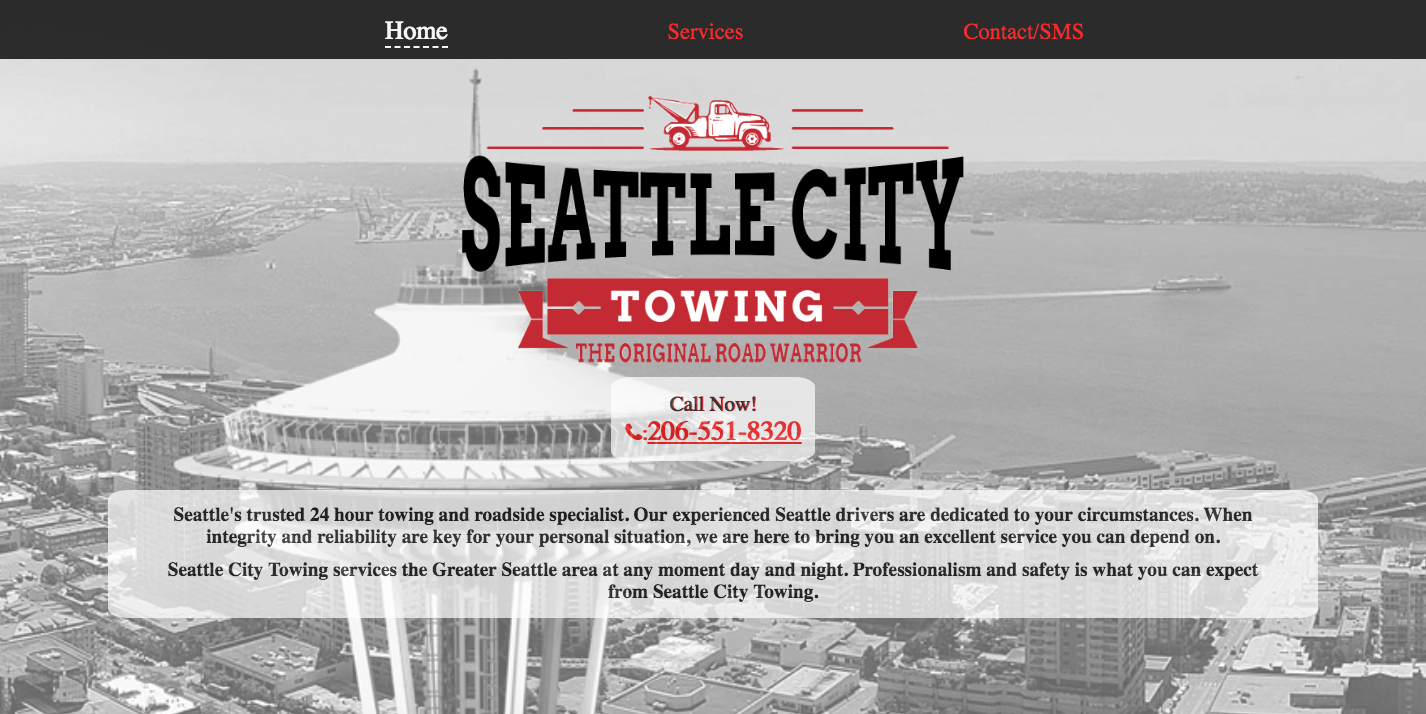 Home Services Contact/SMS
SEATTLE CITY
TOWING
THE ORIGINAL ROAD WARRIOR
Call Now!
:206-551-8320
Seattle's trusted 24 hour towing and roadside specialist. Our experienced Seattle drivers are dedicated to your circumstances. When
integrity and reliability are key for your personal situation, we are here to bring you an excellent service you can depend on.
Seattle City Towing services the Greater Seattle area at any moment day and night. Professionalism and safety is what you can expect
from Seattle City Towing.